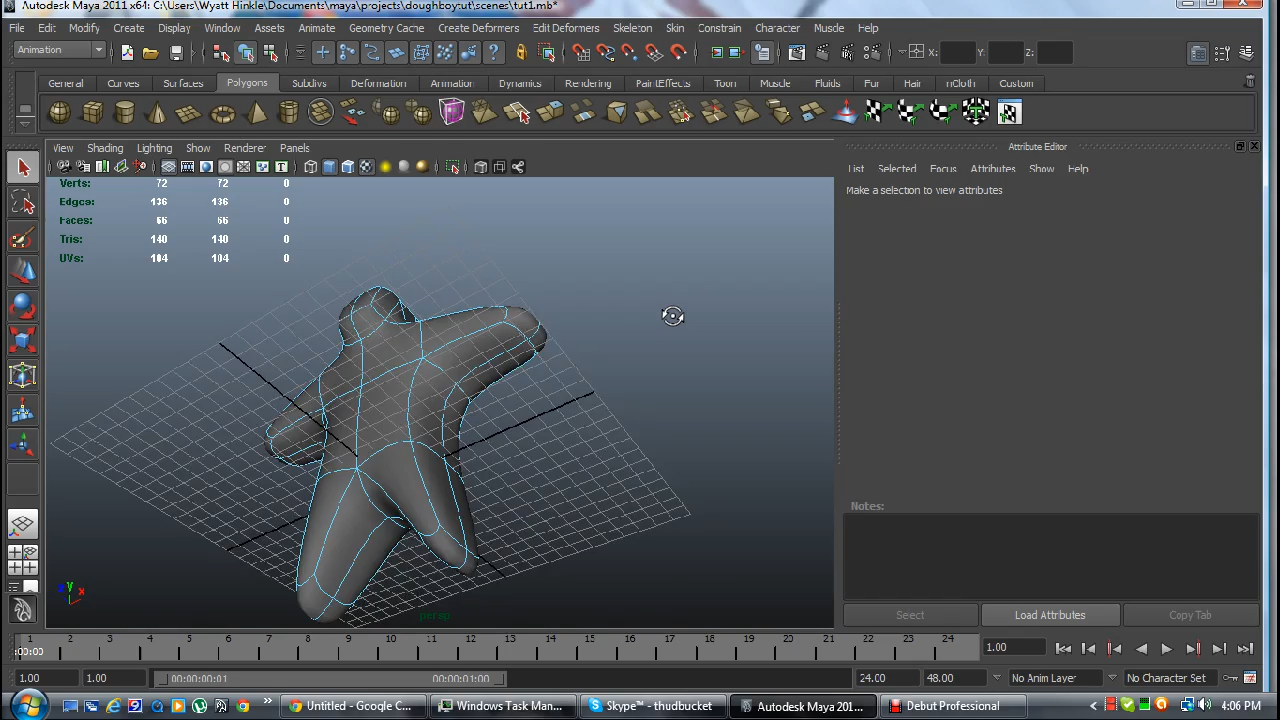 Autodesk Maya 2011 x64: C:\Users\Wyatt Hinkle\Documents\maya\projects\doughboyrut\scenes\tut1.mb*
File Edit Modify Create Display Window Assets Animate Geometry Cache Create Deformers Edit Deformers Skeleton Skin Constrain Character Muscle Help
Animation X: Y: Z:
General Curves Surfaces Polygons Subdivs Deformation Animation Dynamics Rendering PaintEffects Toon Muscle Fluids Fur Hair nCloth Custom
View Shading Lighting Show Renderer Panels
Attribute Editor
List Selected Focus Attributes Show Help
Make a selection to view attributes
Verts: 72 72 0
Edges: 136 136 0
Faces: 66 66 0
Tris: 140 140 0
UVs: 104 104 0
y x
persp
Notes:
Select Load Attributes Copy Tab
1 2 3 4 5 6 7 8 9 10 11 12 13 14 15 16 17 18 19 20 21 22 23 24
:00:00 1.00
1.00 1.00 00:00:00:01 00:00:01:00 24.00 48.00 No Anim Layer No Character Set
Untitled - Google C... Windows Task Man... Skype™ - thudbucket Autodesk Maya 201... Debut Professional 4:06 PM